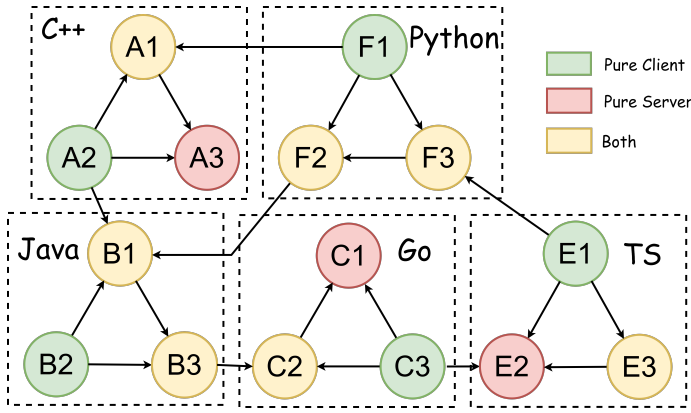 C++
A1
A2
A3
F1
Python
F2
F3
Pure Client
Pure Server
Both
Java
B1
B2
B3
C1
Go
C2
C3
E1
TS
E2
E3